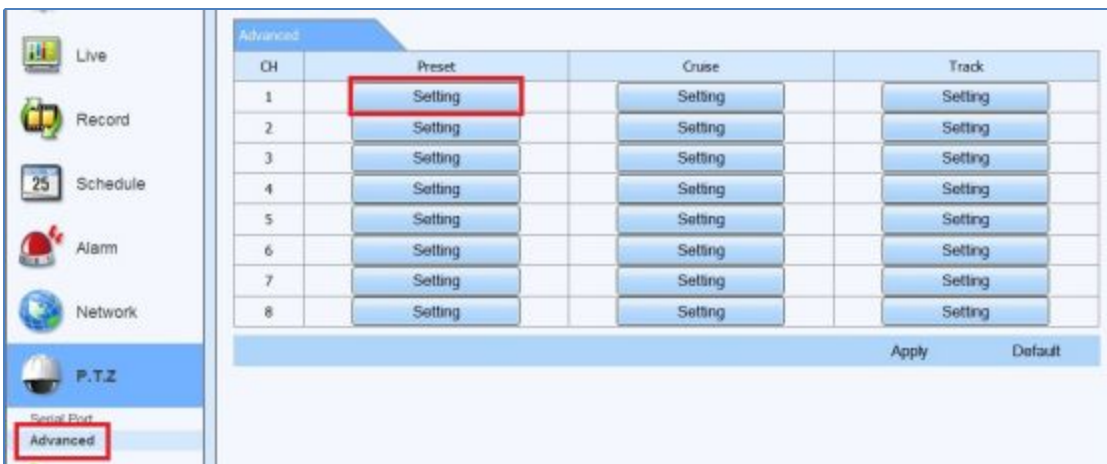 Live
Record
25
Schedule
Alarm
Network
P.T.Z
Serial Port
Advanced
Advanced
CH Preset Cruise Track
1 Setting Setting Setting
2 Setting Setting Setting
3 Setting Setting Setting
4 Setting Setting Setting
5 Setting Setting Setting
6 Setting Setting Setting
7 Setting Setting Setting
8 Setting Setting Setting
Apply Default